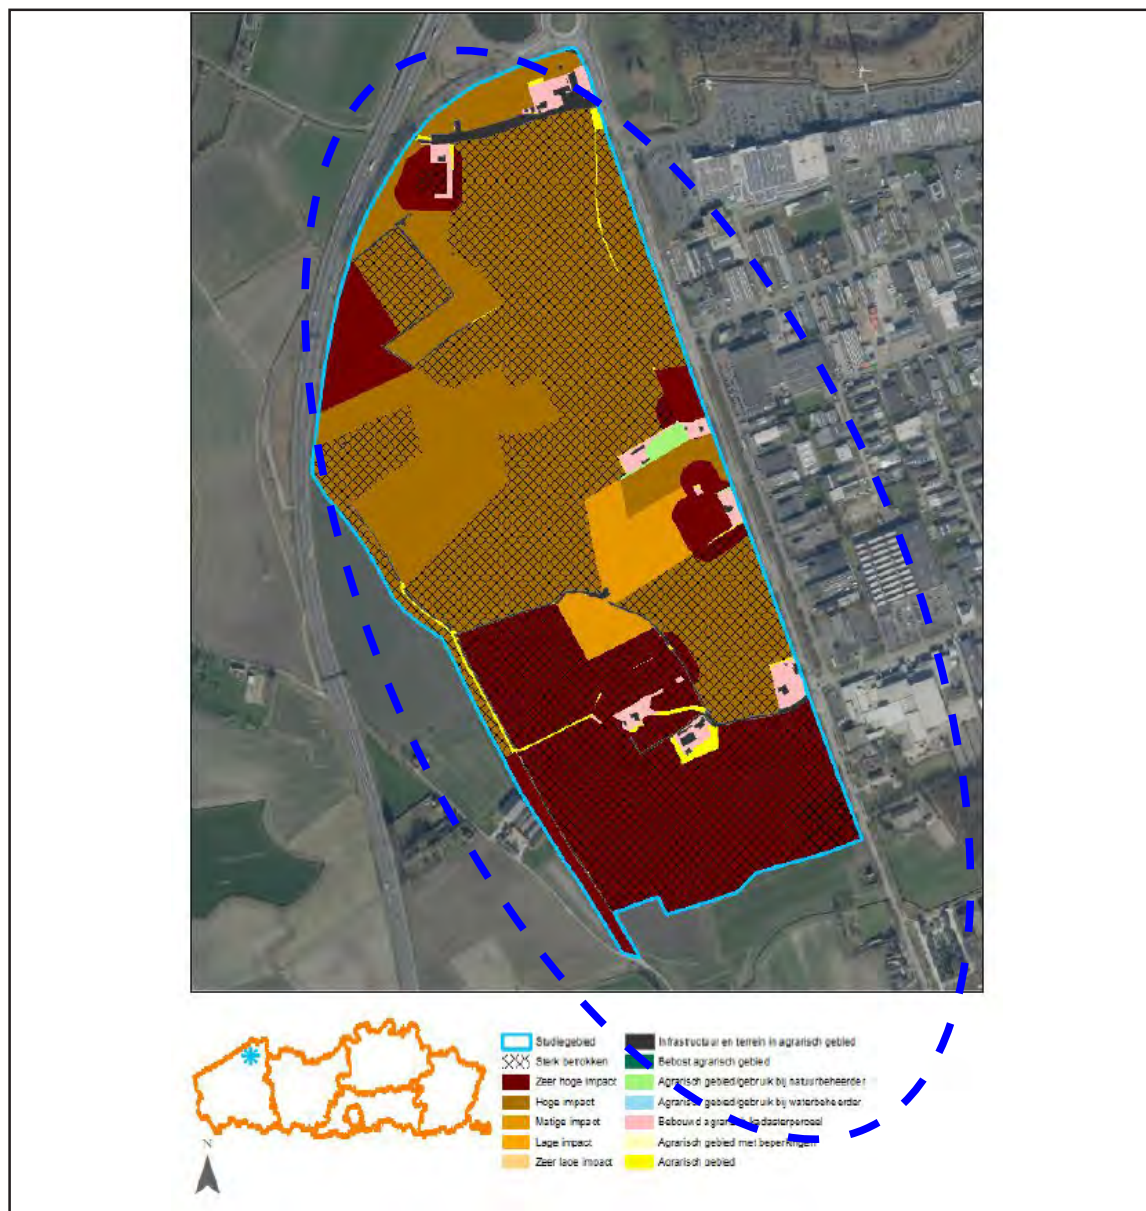 Studiegebied
Sterk betrokken
Zeer hoge impact
Hoge impact
Matige impact
Lage impact
Zeer lage impact
Infrastructuur en terrein in agrarisch gebied
Bebost agrarisch gebied
Agrarisch gebied/gebruik bij natuurbeheerder
Agrarisch gebied/gebruik bij waterbeheerder
Bebouwd agrarisch kadasterperceel
Agrarisch gebied met beperkingen
Agrarisch gebied
N